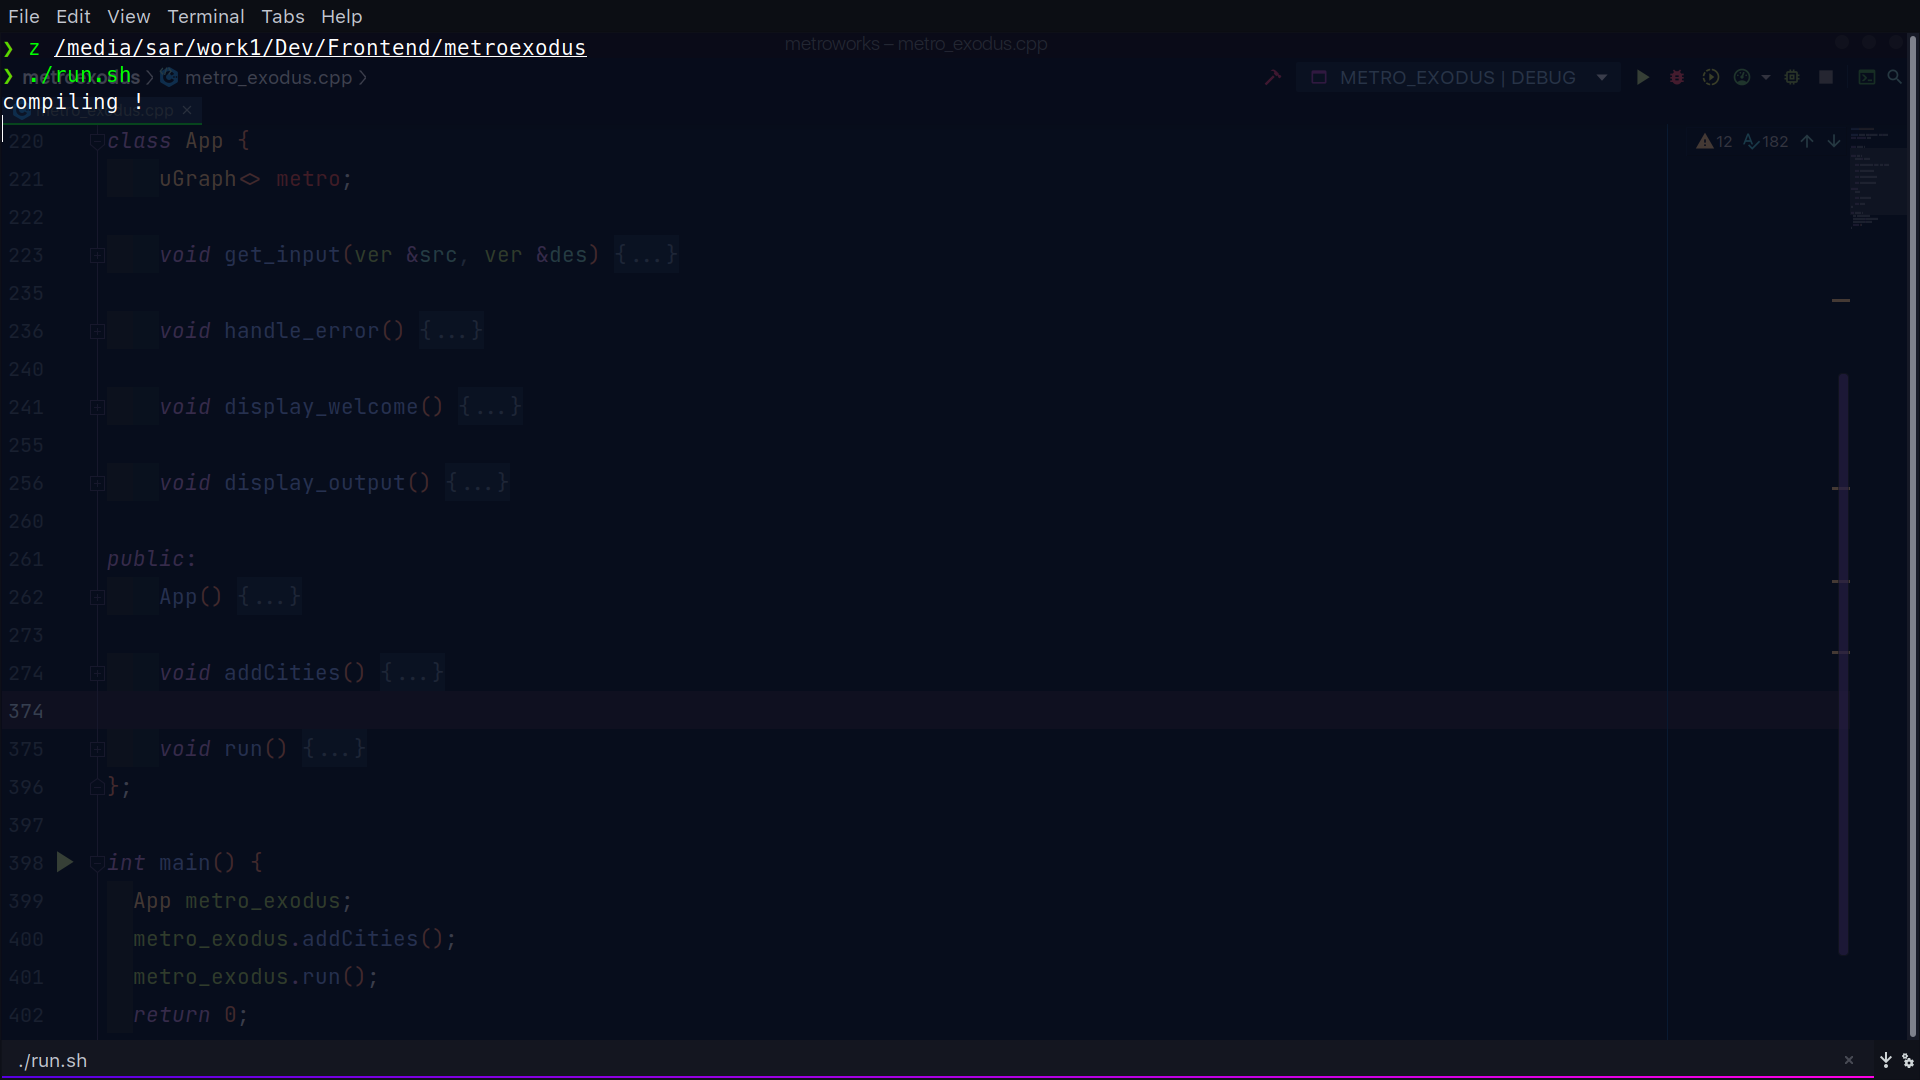 File Edit View Terminal Tabs Help
❯ z /media/sar/work1/Dev/Frontend/metroexodus
metroworks – metro_exodus.cpp
❯ ./run.sh
metroexodus › metro_exodus.cpp ›
METRO_EXODUS | DEBUG
compiling !
metro_exodus.cpp ×
220 class App {
12 182
221 uGraph<> metro;
222
223 void get_input(ver &src, ver &des) {...}
235
236 void handle_error() {...}
240
241 void display_welcome() {...}
255
256 void display_output() {...}
260
261 public:
262 App() {...}
273
274 void addCities() {...}
374
375 void run() {...}
396 };
397
398 int main() {
399 App metro_exodus;
400 metro_exodus.addCities();
401 metro_exodus.run();
402 return 0;
./run.sh